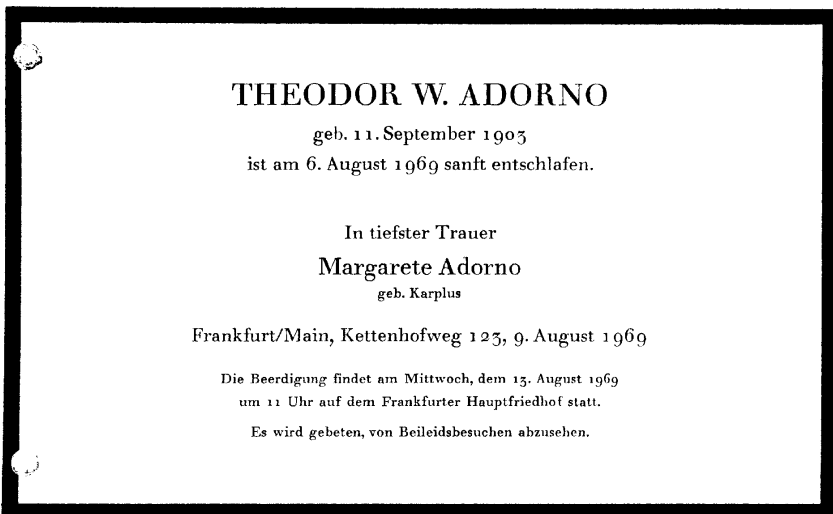 THEODOR W. ADORNO
geb. 11. September 1903
ist am 6. August 1969 sanft entschlafen.
In tiefster Trauer
Margarete Adorno
geb. Karplus
Frankfurt/Main, Kettenhofweg 123, 9. August 1969
Die Beerdigung findet am Mittwoch, dem 13. August 1969
um 11 Uhr auf dem Frankfurter Hauptfriedhof statt.
Es wird gebeten, von Beileidsbesuchen abzusehen.